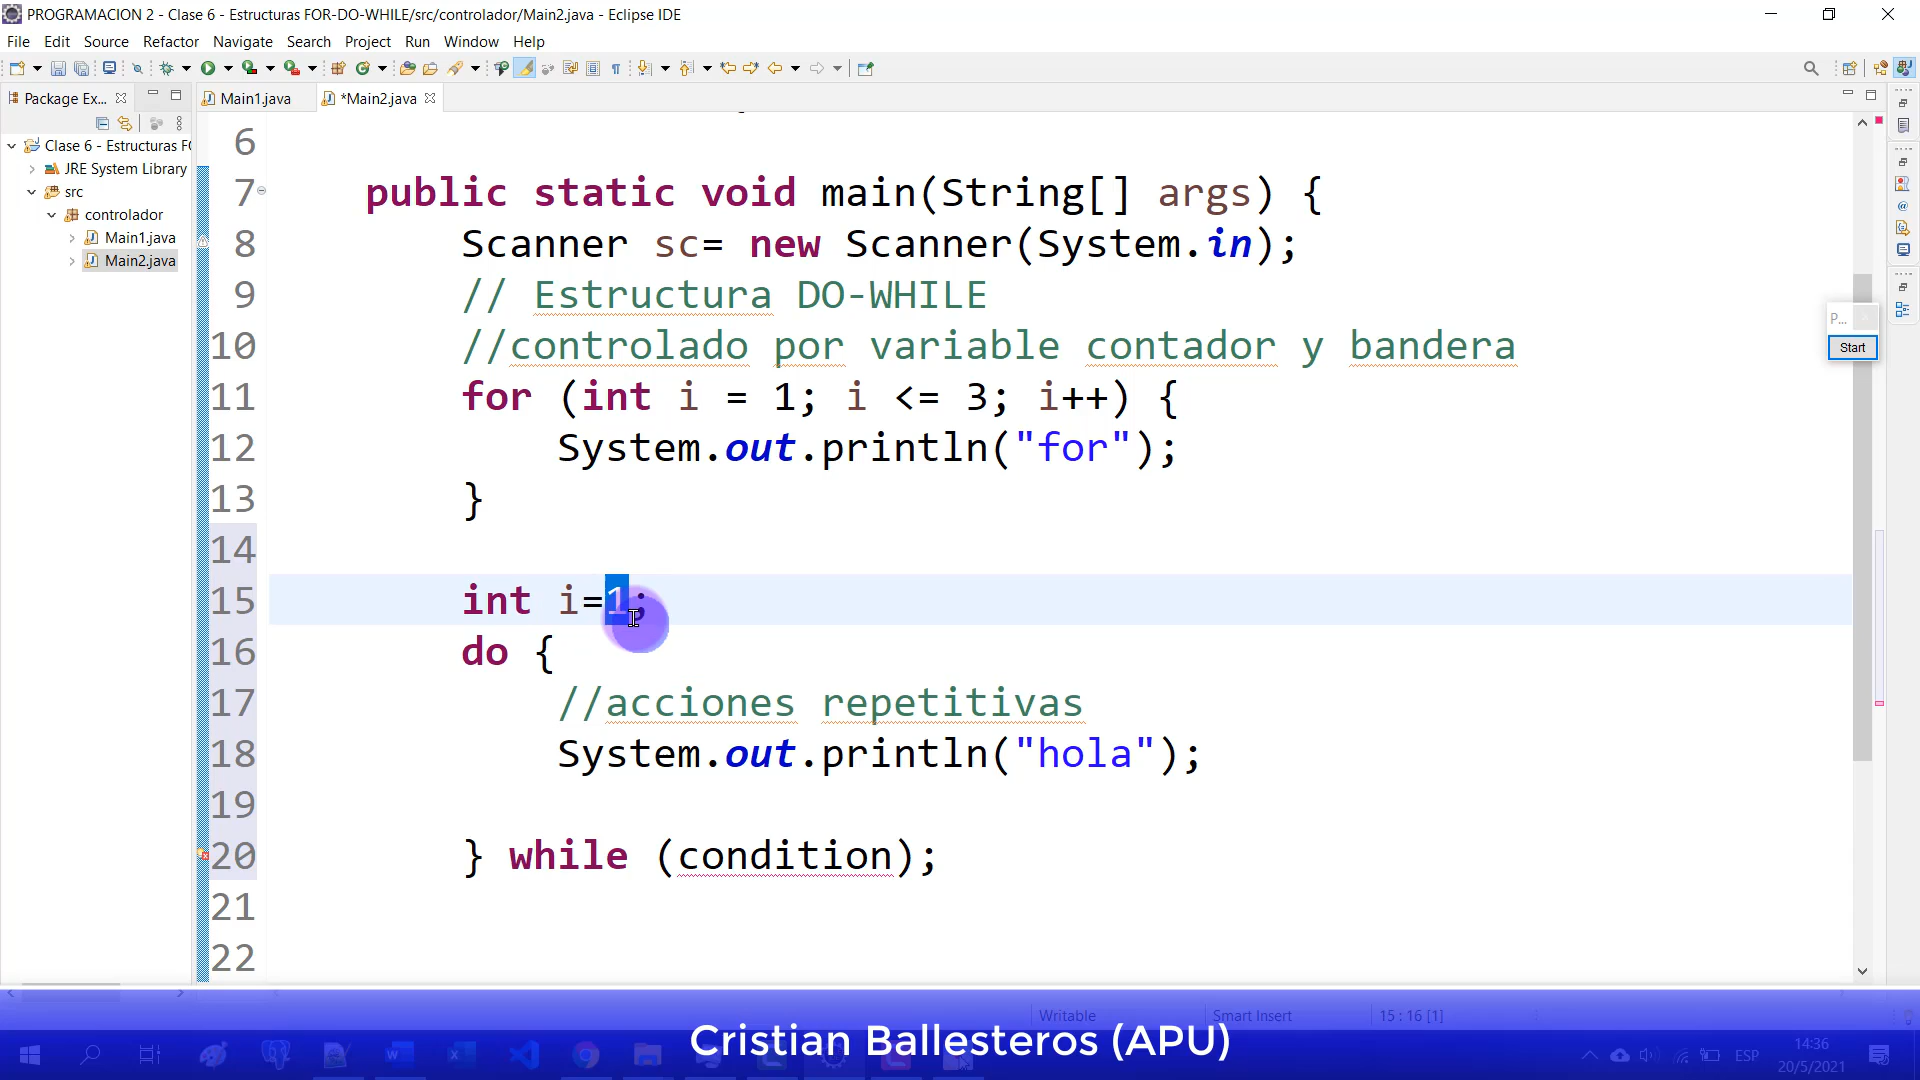 PROGRAMACION 2 - Clase 6 - Estructuras FOR-DO-WHILE/src/controlador/Main2.java - Eclipse IDE
File Edit Source Refactor Navigate Search Project Run Window Help
Package Ex...
Main1.java
*Main2.java
Clase 6 - Estructuras FO
JRE System Library
src
controlador
Main1.java
Main2.java
6
7 public static void main(String[] args) {
8 Scanner sc= new Scanner(System.in);
9 // Estructura DO-WHILE
10 //controlado por variable contador y bandera
11 for (int i = 1; i <= 3; i++) {
12 System.out.println("for");
13 }
14
15 int i=1;
16 do {
17 //acciones repetitivas
18 System.out.println("hola");
19
20 } while (condition);
21
22
P...
Start
Writable
Smart Insert
15 : 16 [1]
Cristian Ballesteros (APU)
ESP
14:36
20/5/2021